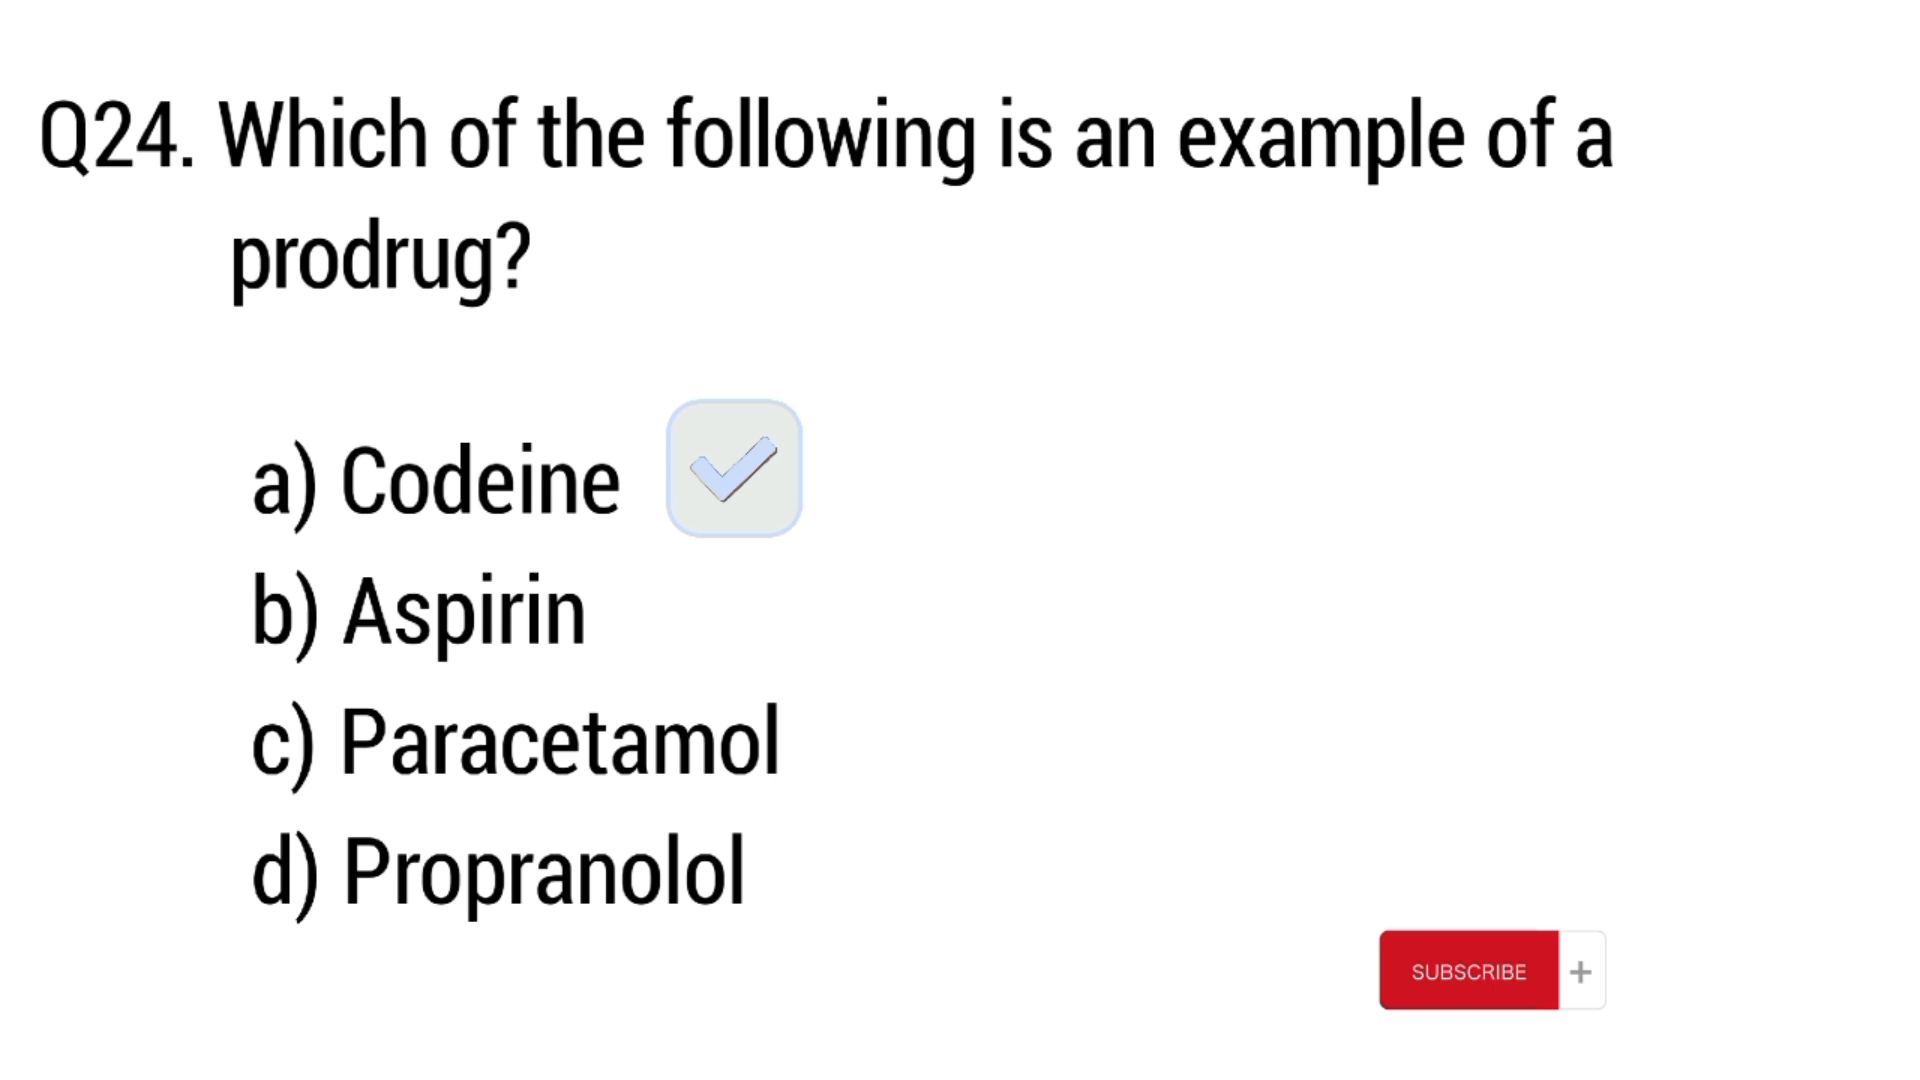 Q24. Which of the following is an example of a
prodrug?
a) Codeine
b) Aspirin
c) Paracetamol
d) Propranolol
SUBSCRIBE +